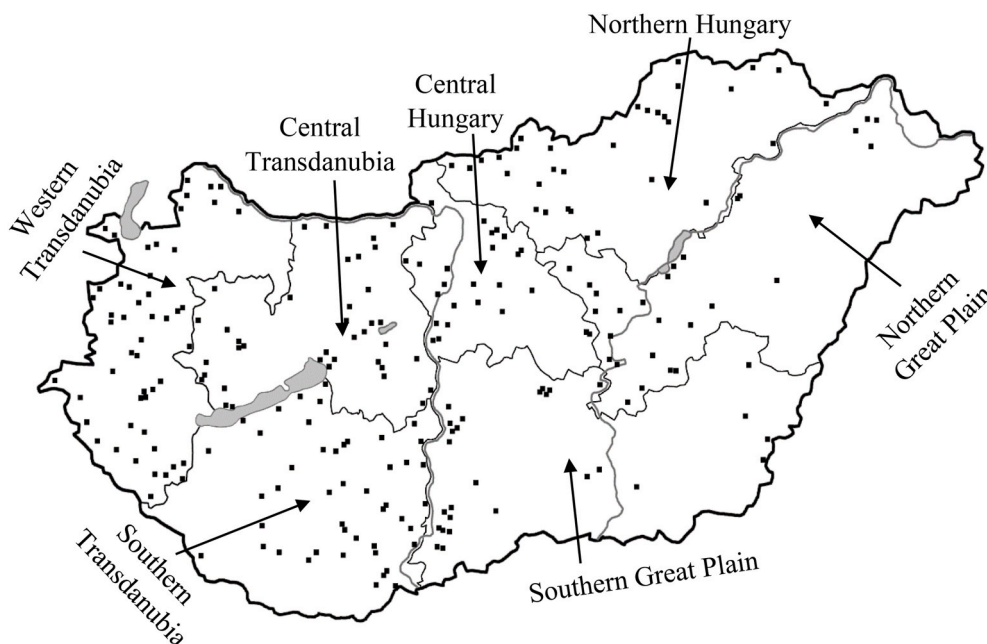 Northern Hungary
Central
Hungary
Central
Transdanubia
Western
Transdanubia
Northern
Great Plain
Southern
Transdanubia
Southern Great Plain